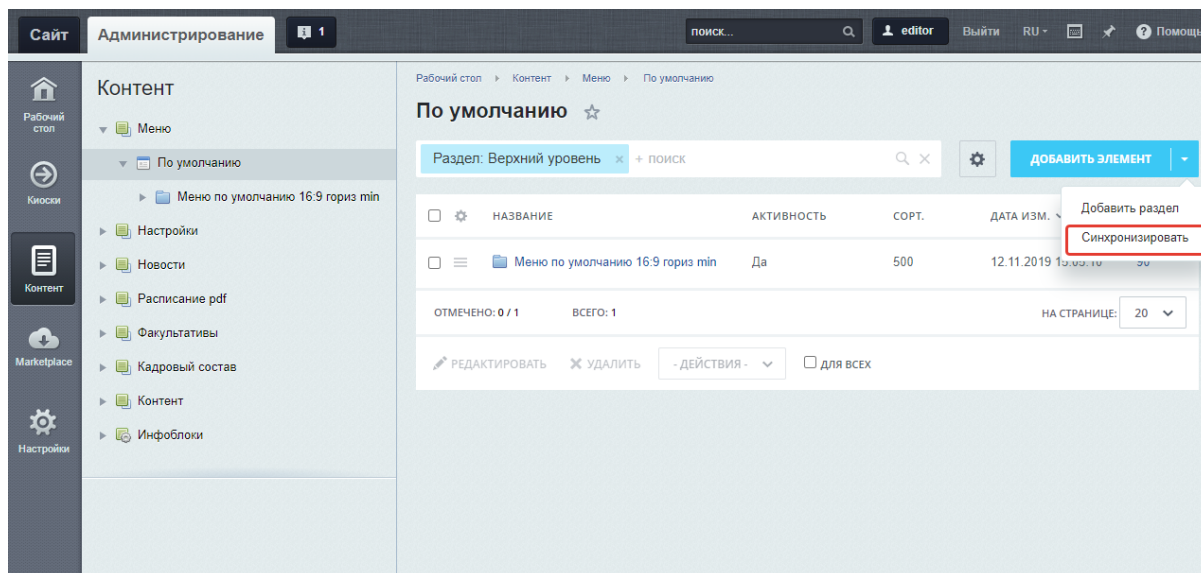 Сайт
Администрирование
1
поиск...
editor
Выйти
RU
Помощь
Рабочий стол
Киоски
Контент
Marketplace
Настройки
Контент
Меню
По умолчанию
Меню по умолчанию 16:9 гориз min
Настройки
Новости
Расписание pdf
Факультативы
Кадровый состав
Контент
Инфоблоки
Рабочий стол Контент Меню По умолчанию
По умолчанию
Раздел: Верхний уровень × + поиск
ДОБАВИТЬ ЭЛЕМЕНТ
Добавить раздел
Синхронизировать
НАЗВАНИЕ АКТИВНОСТЬ СОРТ. ДАТА ИЗМ.
Меню по умолчанию 16:9 гориз min Да 500 12.11.2019 90
ОТМЕЧЕНО: 0 / 1 ВСЕГО: 1 НА СТРАНИЦЕ: 20
РЕДАКТИРОВАТЬ УДАЛИТЬ - ДЕЙСТВИЯ - ДЛЯ ВСЕХ